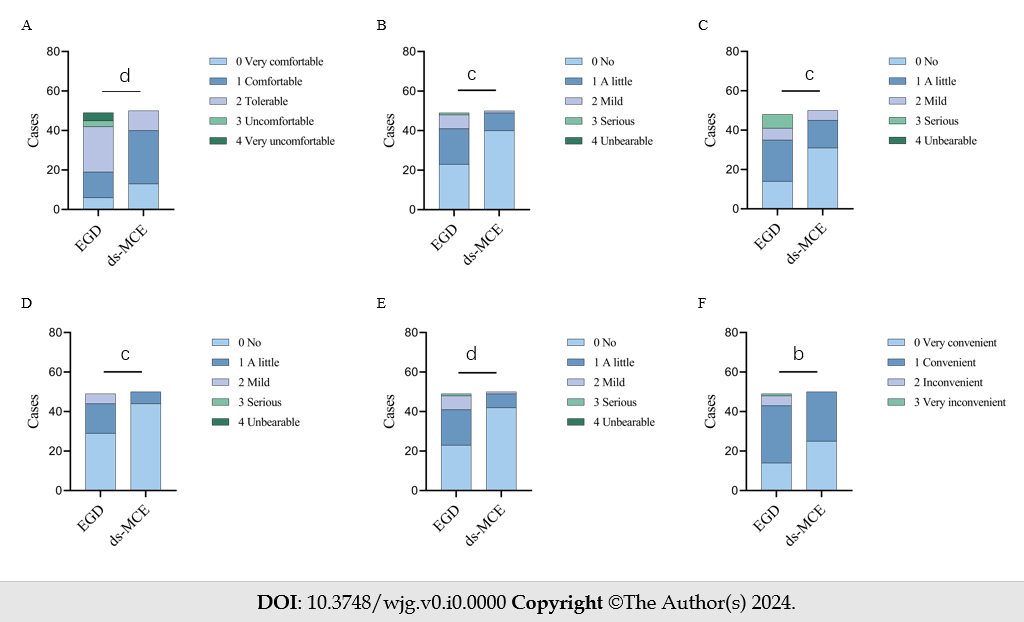 A
80
60
40
20
0
Cases
d
EGD
ds-MCE
0 Very comfortable
1 Comfortable
2 Tolerable
3 Uncomfortable
4 Very uncomfortable
B
80
60
40
20
0
Cases
c
EGD
ds-MCE
0 No
1 A little
2 Mild
3 Serious
4 Unbearable
C
80
60
40
20
0
Cases
c
EGD
ds-MCE
0 No
1 A little
2 Mild
3 Serious
4 Unbearable
D
80
60
40
20
0
Cases
c
EGD
ds-MCE
0 No
1 A little
2 Mild
3 Serious
4 Unbearable
E
80
60
40
20
0
Cases
d
EGD
ds-MCE
0 No
1 A little
2 Mild
3 Serious
4 Unbearable
F
80
60
40
20
0
Cases
b
EGD
ds-MCE
0 Very convenient
1 Convenient
2 Inconvenient
3 Very inconvenient
DOI: 10.3748/wjg.v0.i0.0000 Copyright ©The Author(s) 2024.